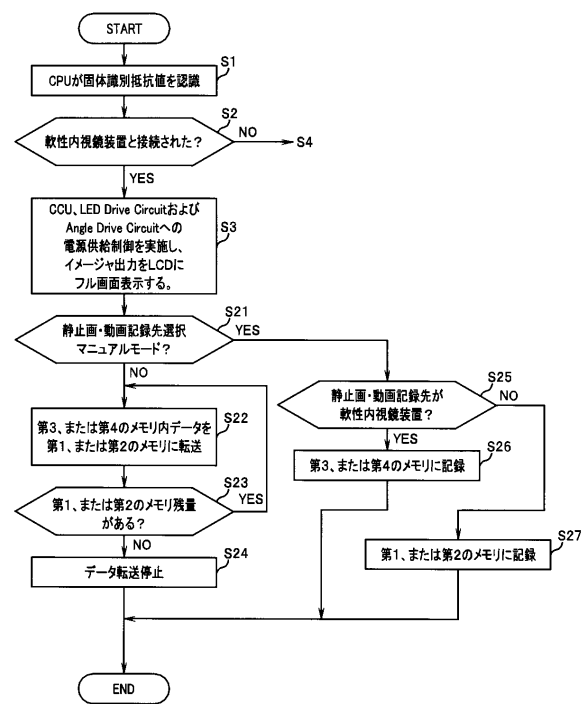 START
S1
CPUが固体識別抵抗値を認識
S2
軟性内視鏡装置と接続された？
NO
S4
YES
CCU、LED Drive Circuitおよび
Angle Drive Circuitへの
電源供給制御を実施し、
イメージャ出力をLCDに
フル画面表示する。
S3
S21
静止画・動画記録先選択
マニュアルモード？
YES
NO
S25
静止画・動画記録先が
軟性内視鏡装置？
NO
YES
S22
第3、または第4のメモリ内データを
第1、または第2のメモリに転送
S26
第3、または第4のメモリに記録
S23
第1、または第2のメモリ残量
がある？
YES
NO
S24
データ転送停止
S27
第1、または第2のメモリに記録
END